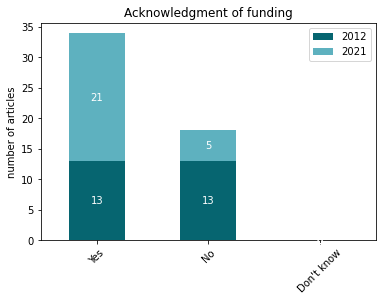 Acknowledgment of funding
35
30
25
20
15
10
5
0
number of articles
2012
2021
21
13
5
13
Yes
No
Don't know